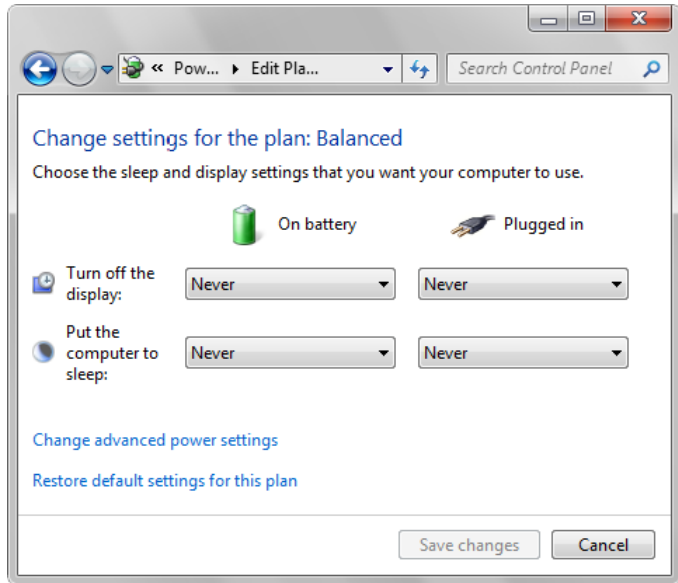 « Pow... ▸ Edit Pla...
Search Control Panel
Change settings for the plan: Balanced
Choose the sleep and display settings that you want your computer to use.
On battery Plugged in
Turn off the
display:
Never Never
Put the
computer to
sleep:
Never Never
Change advanced power settings
Restore default settings for this plan
Save changes Cancel